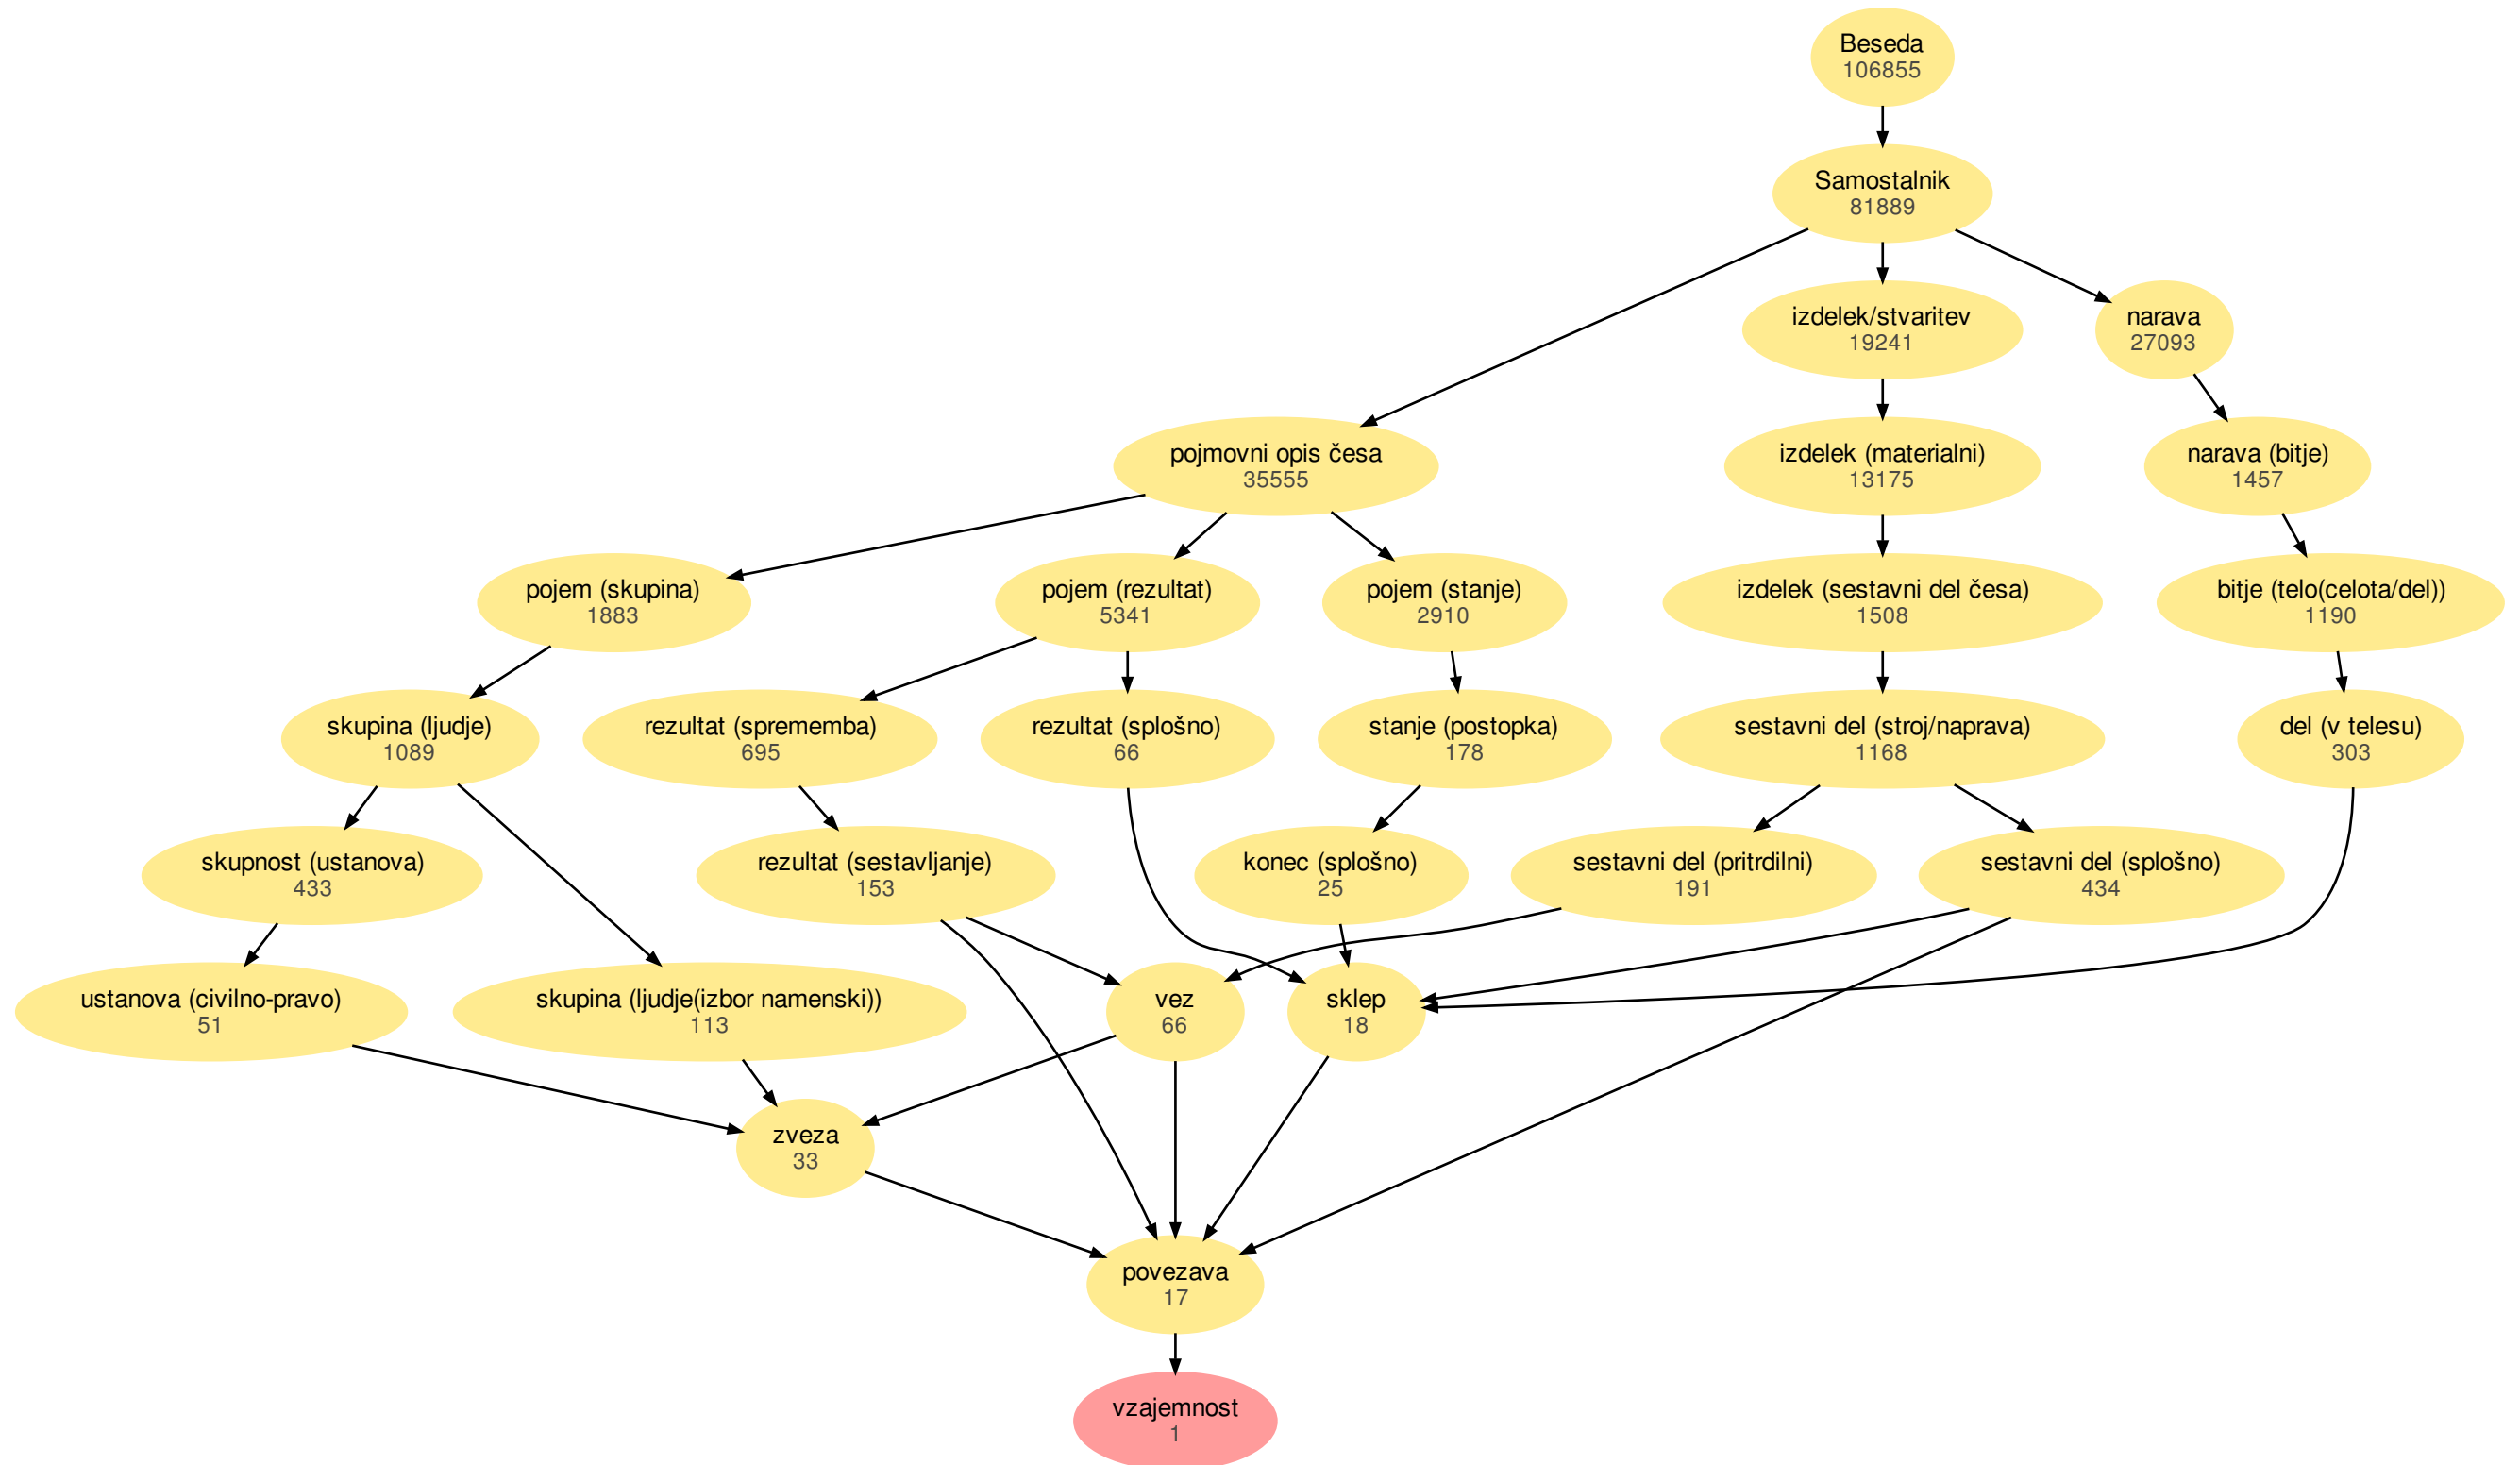 Beseda
106855
Samostalnik
81889
izdelek/stvaritev
19241
narava
27093
pojmovni opis česa
35555
izdelek (materialni)
13175
narava (bitje)
1457
pojem (skupina)
1883
pojem (rezultat)
5341
pojem (stanje)
2910
izdelek (sestavni del česa)
1508
bitje (telo(celota/del))
1190
skupina (ljudje)
1089
rezultat (sprememba)
695
rezultat (splošno)
66
stanje (postopka)
178
sestavni del (stroj/naprava)
1168
del (v telesu)
303
skupnost (ustanova)
433
rezultat (sestavljanje)
153
konec (splošno)
25
sestavni del (pritrdilni)
191
sestavni del (splošno)
434
ustanova (civilno-pravo)
51
skupina (ljudje(izbor namenski))
113
vez
66
sklep
18
zveza
33
povezava
17
vzajemnost
1